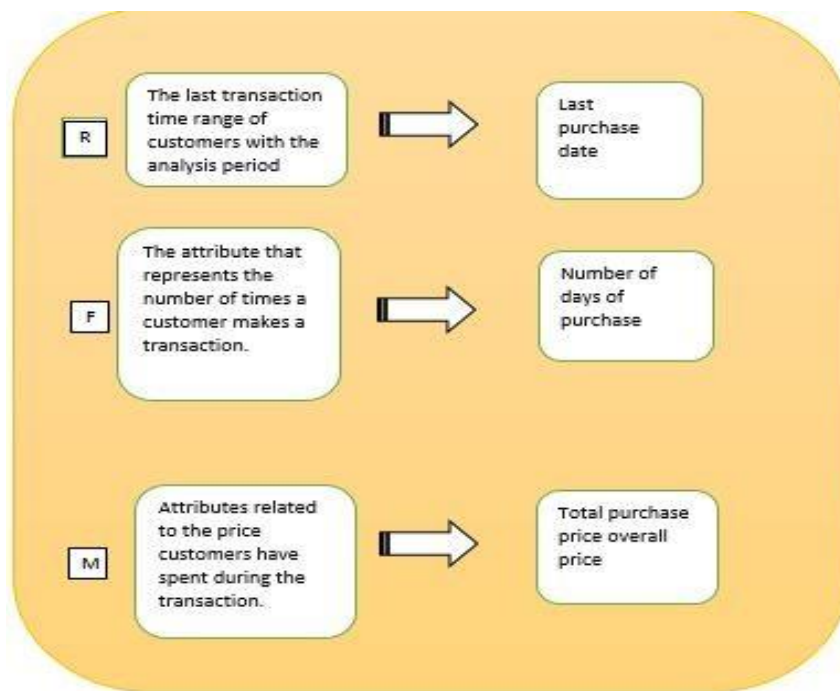 R
The last transaction
time range of
customers with the
analysis period
Last
purchase
date
F
The attribute that
represents the
number of times a
customer makes a
transaction.
Number of
days of
purchase
M
Attributes related
to the price
customers have
spent during the
transaction.
Total purchase
price overall
price